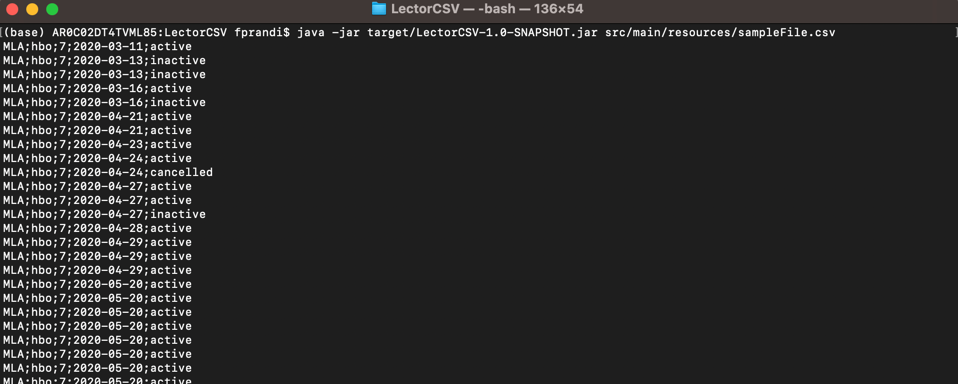 LectorCSV — -bash — 136×54
[(base) AR0C02DT4TVML85:LectorCSV fprandi$ java -jar target/LectorCSV-1.0-SNAPSHOT.jar src/main/resources/sampleFile.csv ]
MLA;hbo;7;2020-03-11;active
MLA;hbo;7;2020-03-13;inactive
MLA;hbo;7;2020-03-13;inactive
MLA;hbo;7;2020-03-16;active
MLA;hbo;7;2020-03-16;inactive
MLA;hbo;7;2020-04-21;active
MLA;hbo;7;2020-04-21;active
MLA;hbo;7;2020-04-23;active
MLA;hbo;7;2020-04-24;active
MLA;hbo;7;2020-04-24;cancelled
MLA;hbo;7;2020-04-27;active
MLA;hbo;7;2020-04-27;active
MLA;hbo;7;2020-04-27;inactive
MLA;hbo;7;2020-04-28;active
MLA;hbo;7;2020-04-29;active
MLA;hbo;7;2020-04-29;active
MLA;hbo;7;2020-04-29;active
MLA;hbo;7;2020-05-20;active
MLA;hbo;7;2020-05-20;active
MLA;hbo;7;2020-05-20;active
MLA;hbo;7;2020-05-20;active
MLA;hbo;7;2020-05-20;active
MLA;hbo;7;2020-05-20;active
MLA;hbo;7;2020-05-20;active
MLA;hbo;7;2020-05-20;active